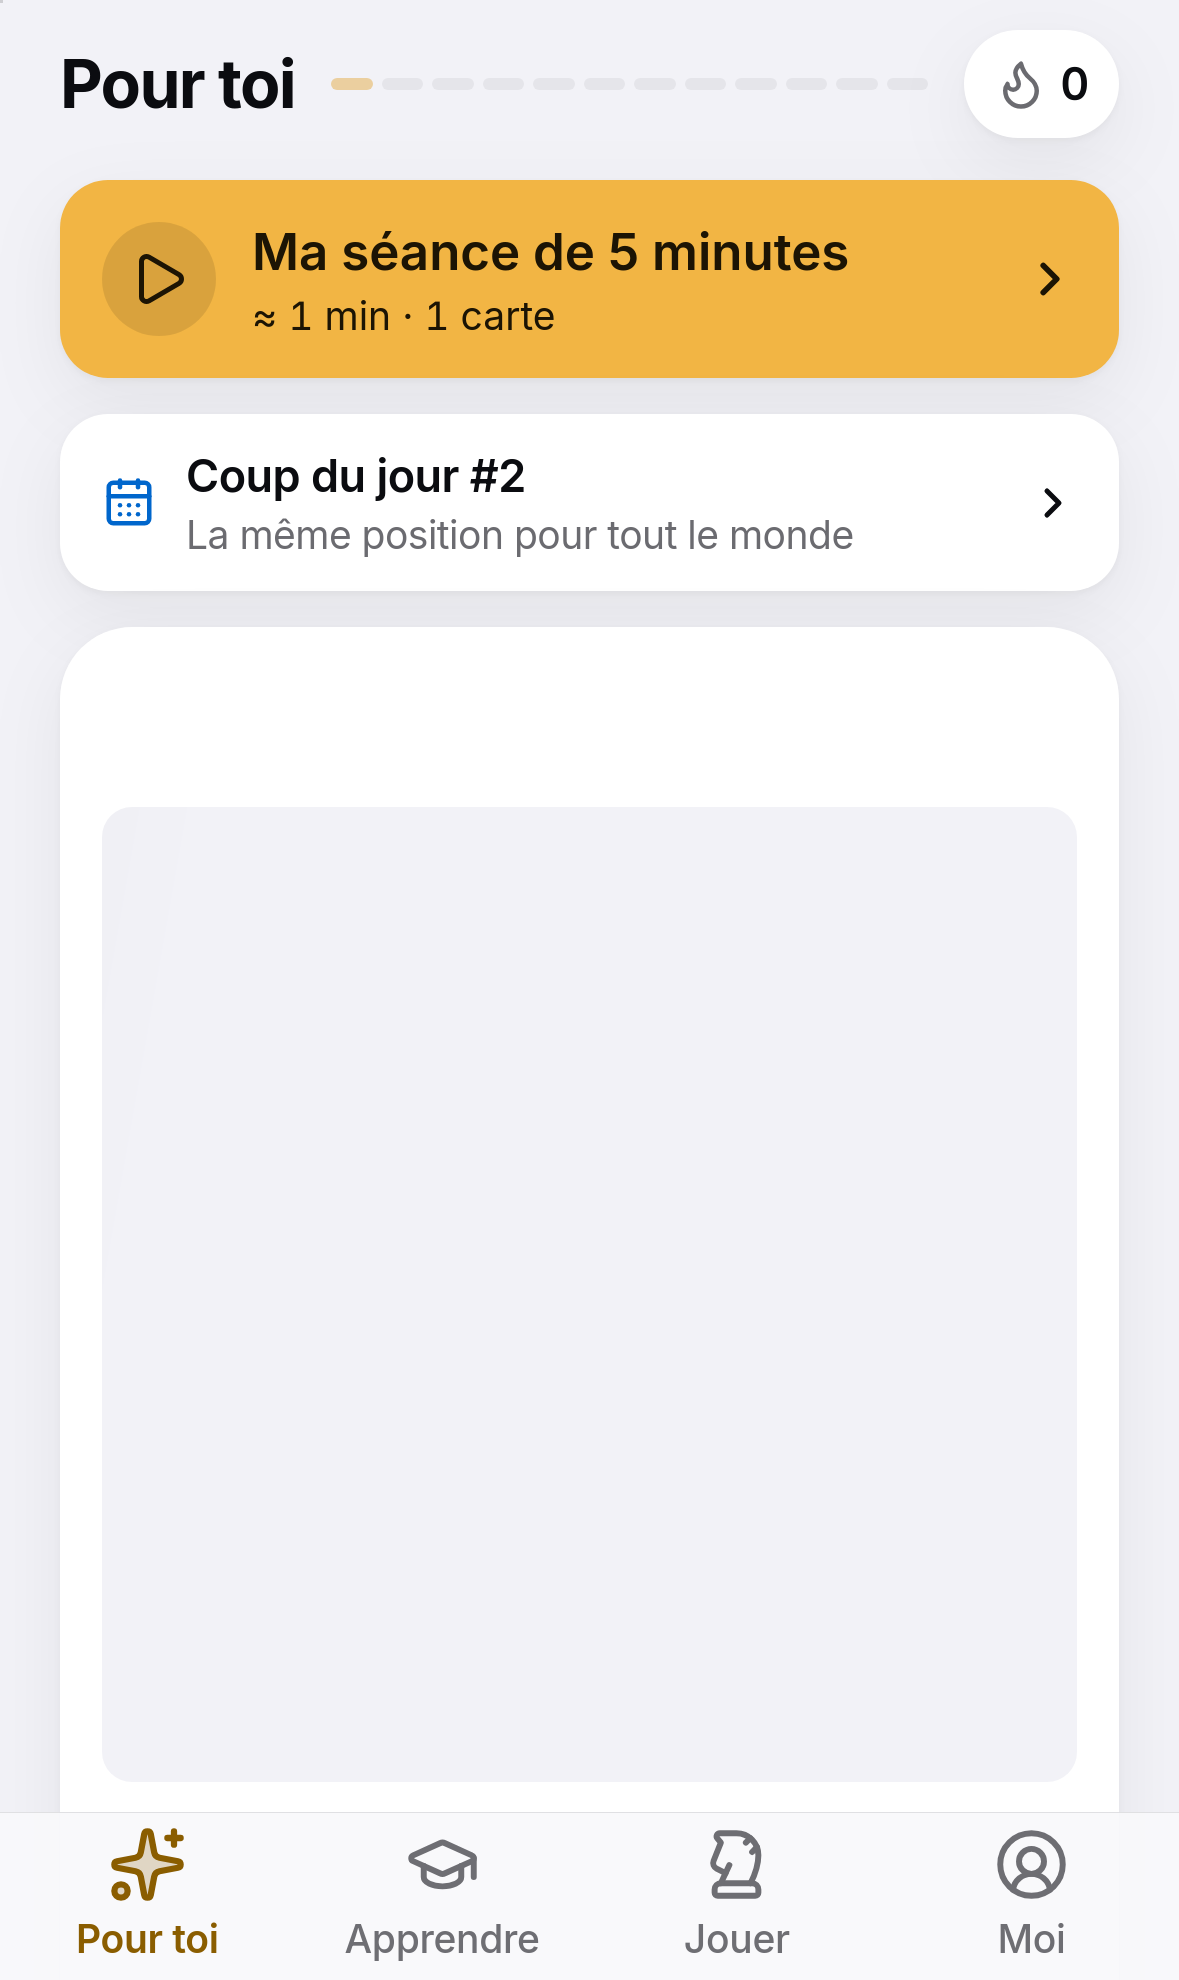 Pour toi
0
Ma séance de 5 minutes
≈ 1 min · 1 carte
Coup du jour #2
La même position pour tout le monde
Pour toi
Apprendre
Jouer
Moi